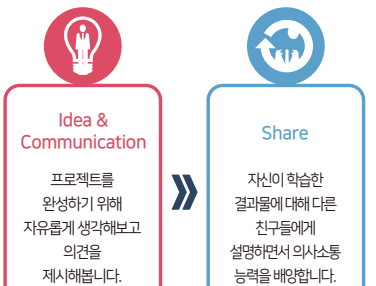 Idea &
Communication
프로젝트를
완성하기 위해
자유롭게 생각해보고
의견을
제시해봅니다.
Share
자신이 학습한
결과물에 대해 다른
친구들에게
설명하면서 의사소통
능력을 배양합니다.